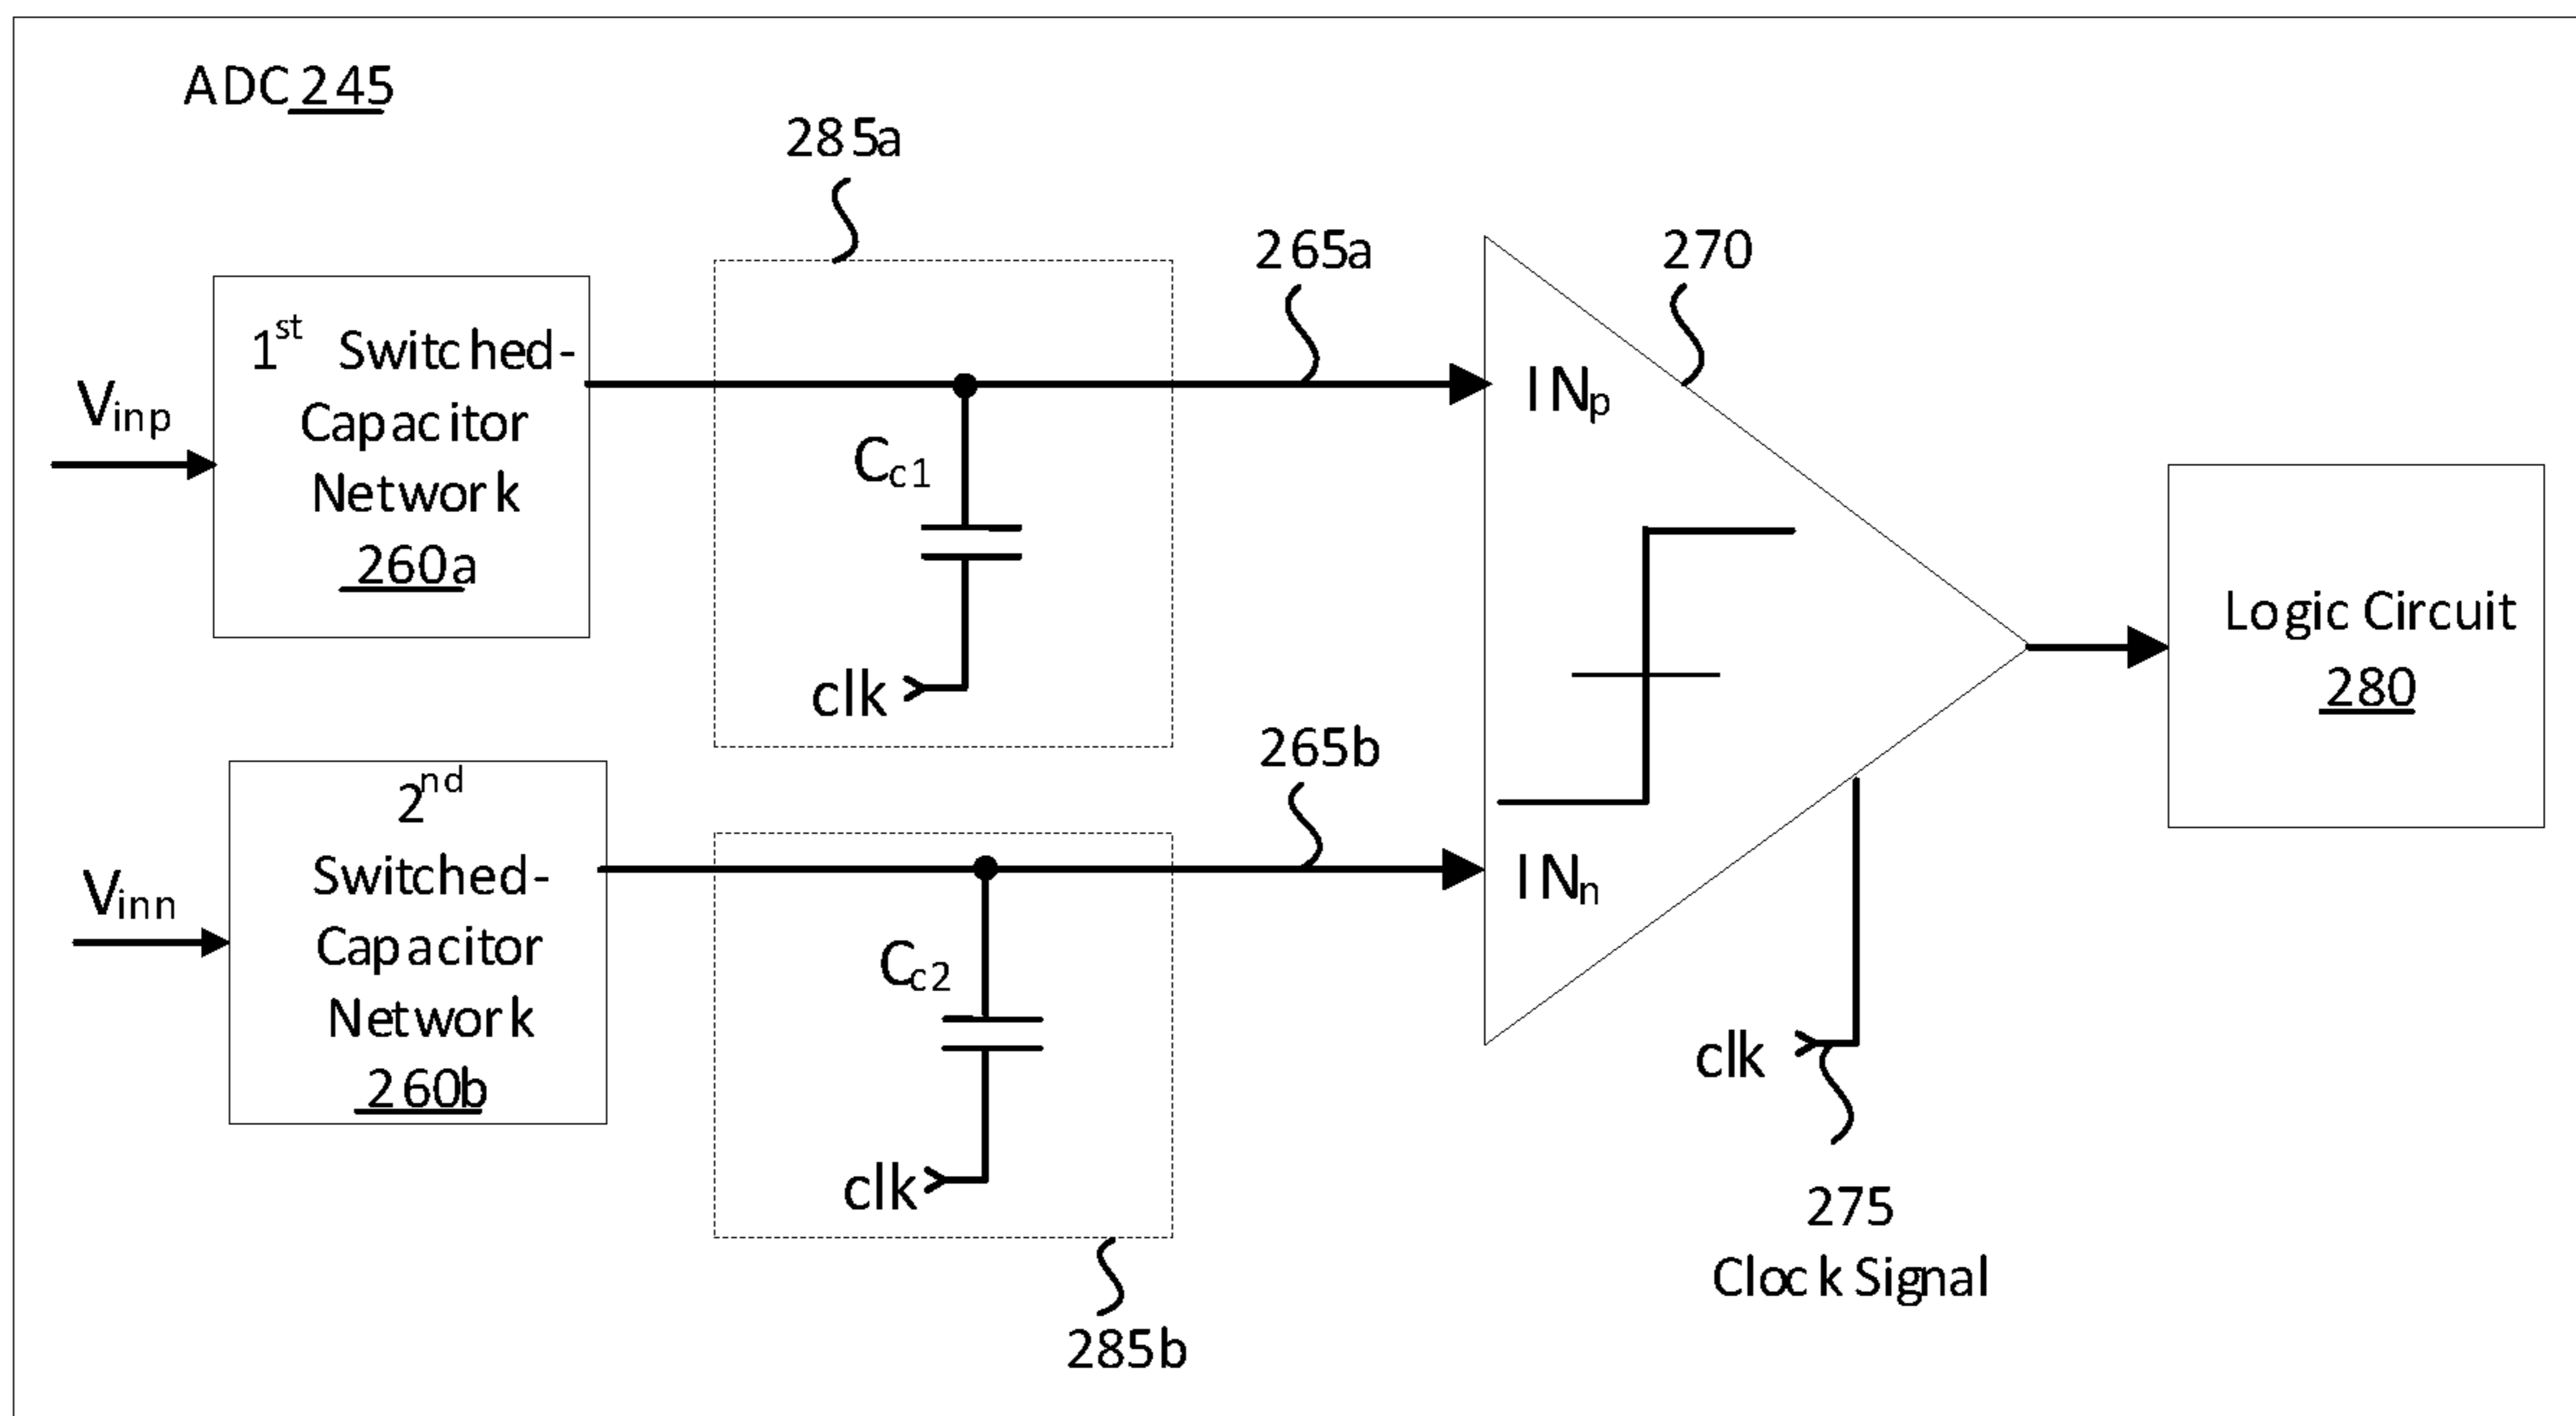 ADC 245
285a
265a
270
1st Switched-
Capacitor
Network
260a
Vinp
Cc1
clk
INp
Logic Circuit
280
265b
2nd
Switched-
Capacitor
Network
260b
Vinn
Cc2
clk
INn
clk
275
Clock Signal
285b